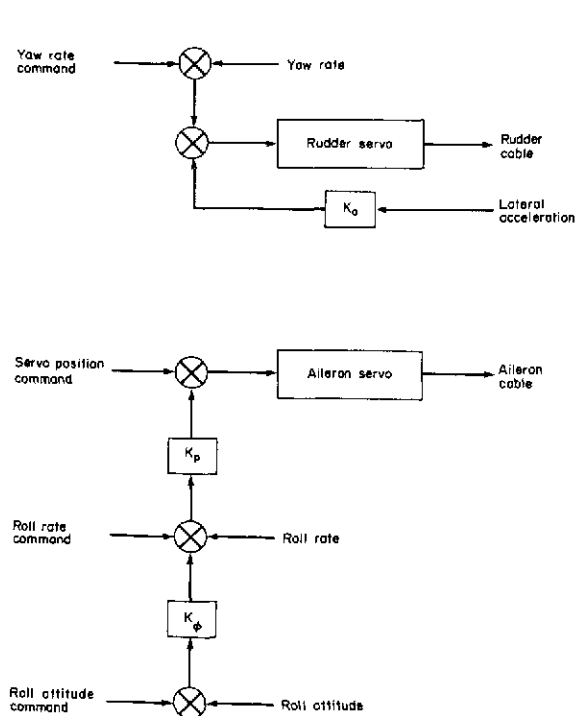 Yaw rate
command
Yaw rate
Rudder servo
Rudder
cable
Ka
Lateral
acceleration
Servo position
command
Aileron servo
Aileron
cable
Kp
Roll rate
command
Roll rate
Kϕ
Roll attitude
command
Roll attitude